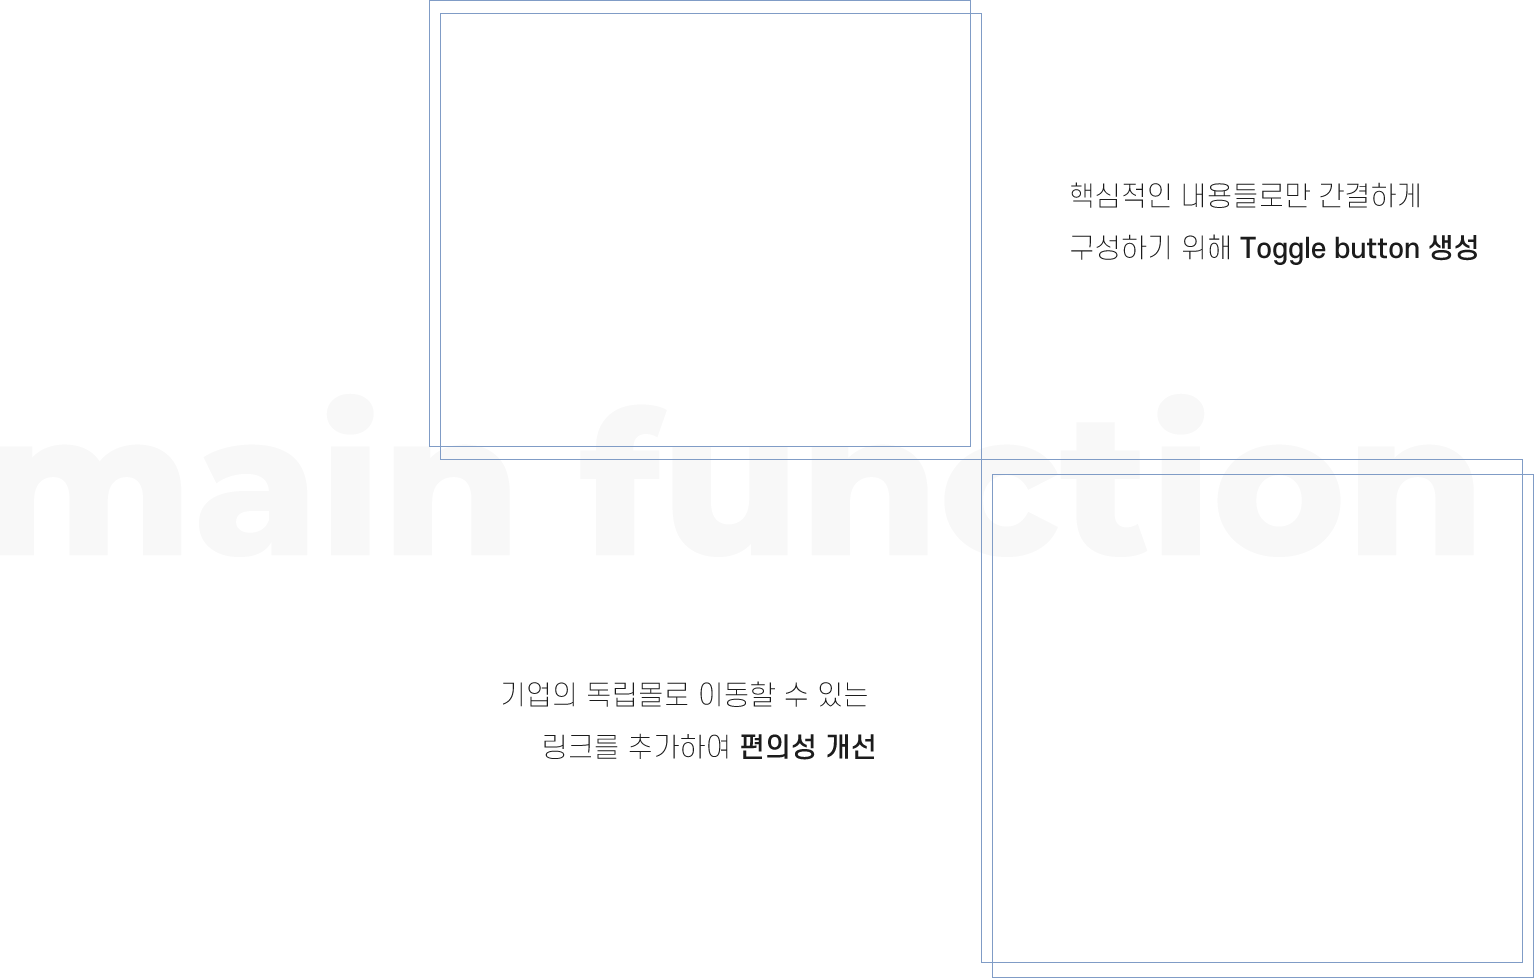 핵심적인 내용들로만 간결하게
구성하기 위해 Toggle button 생성
main function
기업의 독립몰로 이동할 수 있는
링크를 추가하여 편의성 개선